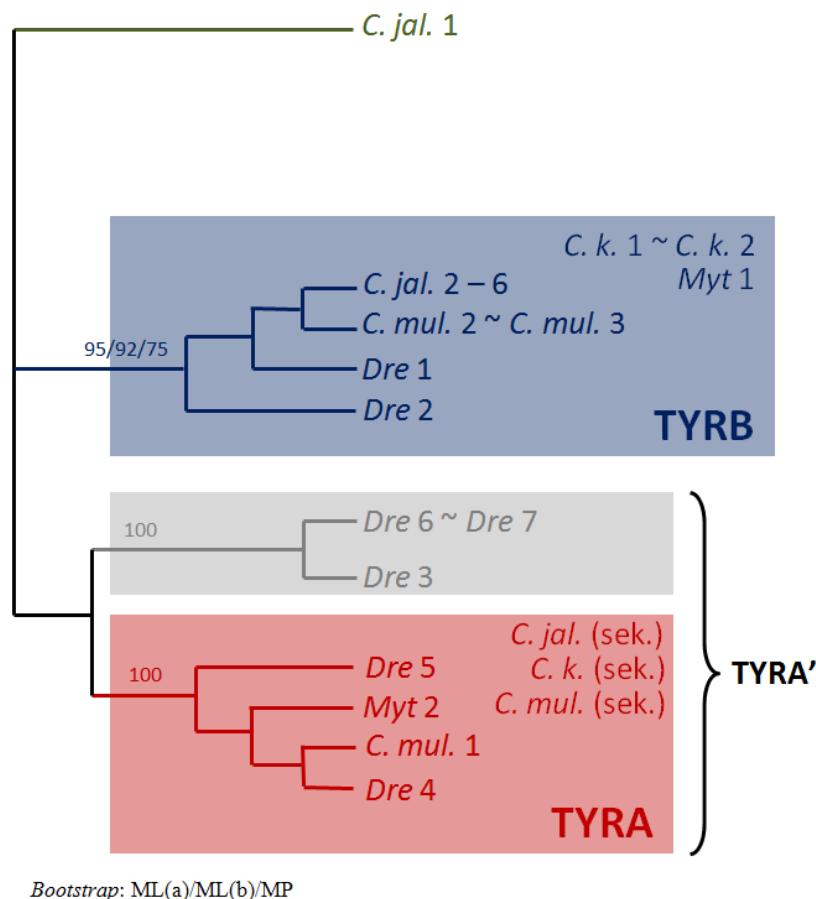 C. jal. 1
C. k. 1 ~ C. k. 2
Myt 1
C. jal. 2 – 6
C. mul. 2 ~ C. mul. 3
95/92/75
Dre 1
Dre 2
TYRB
100
Dre 6 ~ Dre 7
Dre 3
C. jal. (sek.)
100
Dre 5
C. k. (sek.)
TYRA’
Myt 2
C. mul. (sek.)
C. mul. 1
Dre 4
TYRA
Bootstrap: ML(a)/ML(b)/MP